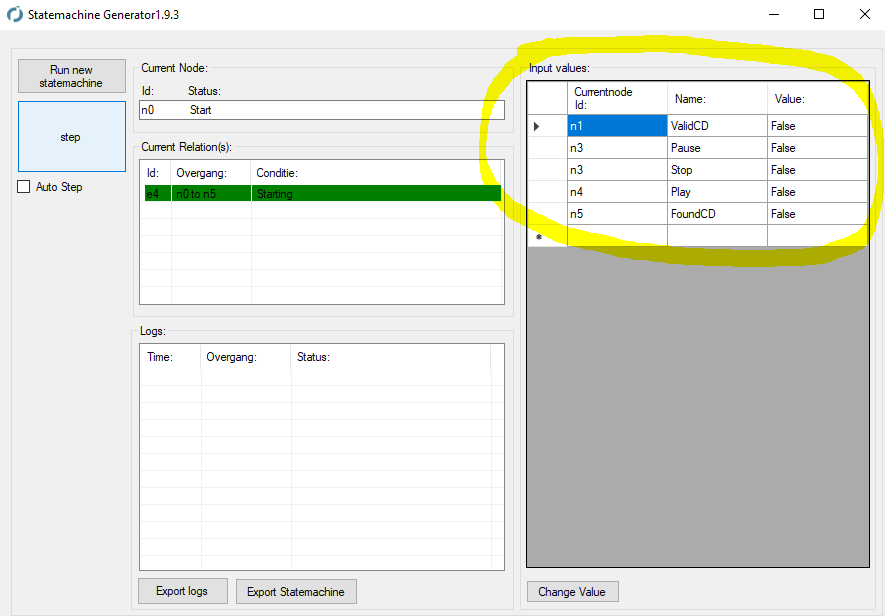 Statemachine Generator1.9.3
Run new
statemachine
step
Auto Step
Current Node:
Id: Status:
n0 Start
Current Relation(s):
Id: Overgang: Conditie:
e4 n0 to n5 Starting
Logs:
Time: Overgang: Status:
Export logs Export Statemachine
Input values:
Currentnode
Id: Name: Value:
n1 ValidCD False
n3 Pause False
n3 Stop False
n4 Play False
n5 FoundCD False
Change Value